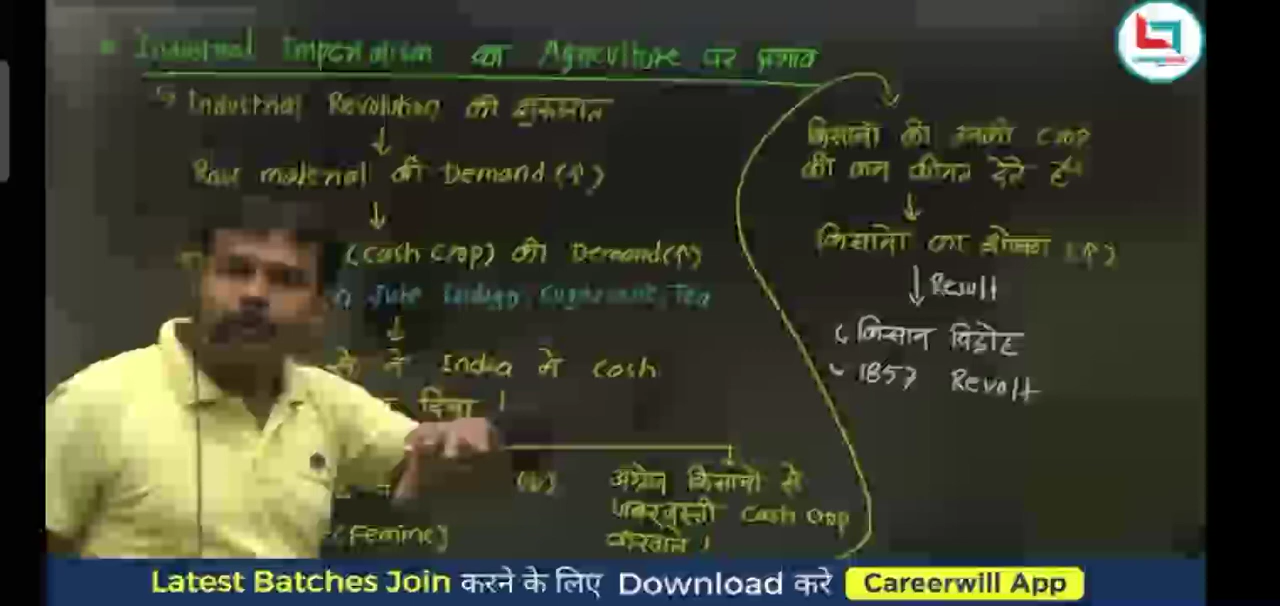 Industrial Imperialism का Agriculture पर प्रभाव
Industrial Revolution की शुरूआत
↓
Raw material की Demand (↑)
↓
(Cash Crop) की Demand(↑)
Jute Indigo, Sugarcane, Tea
↓
ने India में Cash
दिया ।
(↓)
(Femine)
अंग्रेज किसानो से
जबरदस्ती Cash Crop
करवाते ।
किसानो को उनकी Crop
की कम कीमत देते हैं
↓
किसानो का शोषण (↑)
↓ Result
किसान विद्रोह
1857 Revolt
Latest Batches Join करने के लिए Download करे Careerwill App